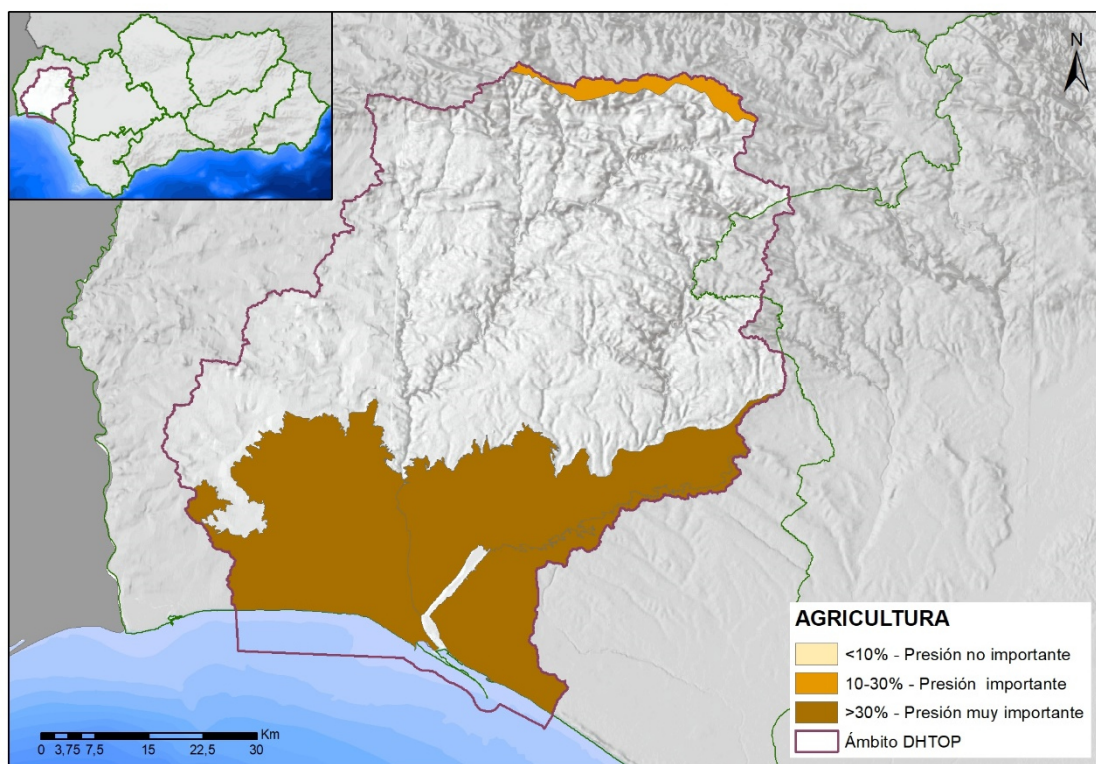 N
AGRICULTURA
<10% - Presión no importante
10-30% - Presión  importante
>30% - Presión muy importante
Ámbito DHTOP
Km
0 3,75 7,5 15 22,5 30